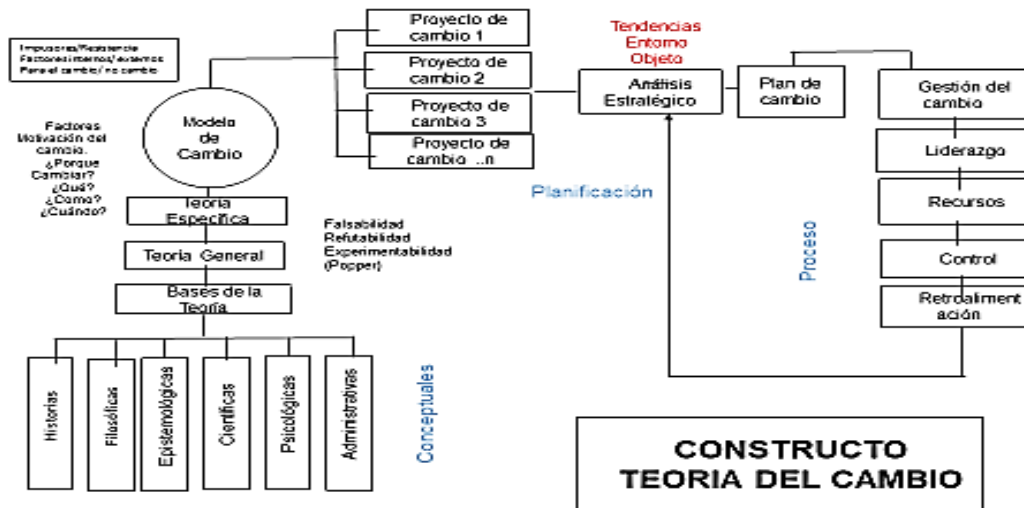 Impulsores/Resistencia
Factores internos/ externos
Para el cambio/ no cambio
Proyecto de
cambio 1
Proyecto de
cambio 2
Proyecto de
cambio 3
Proyecto de
cambio ..n
Tendencias
Entorno
Objeto
Análisis
Estratégico
Plan de
cambio
Gestión del
cambio
Liderazgo
Recursos
Control
Retroaliment
ación
Modelo
de
Cambio
Factores
Motivación del
cambio.
¿Porque
Cambiar?
¿Qué?
¿Como?
¿Cuándo?
Teoría
Específica
Teoría General
Bases de la
Teoría
Falsabilidad
Refutabilidad
Experimentabilidad
(Popper)
Planificación
Proceso
Historias
Filosóficas
Epistemológicas
Científicas
Psicológicas
Administrativas
Conceptuales
CONSTRUCTO
TEORIA DEL CAMBIO